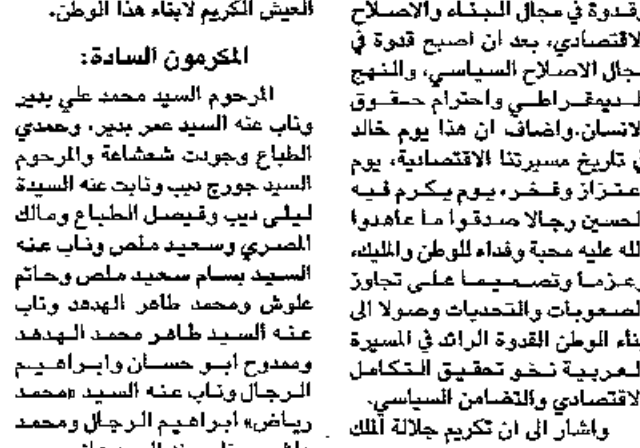 وقدوة في مجال البناء والاصلاح
الاقتصادي، بعد ان اصبح قدوة في
مجال الاصلاح السياسي، والنهج
الديمقراطي واحترام حقوق
الانسان.واضاف ان هذا يوم خالد
في تاريخ مسيرتنا الاقتصادية، يوم
اعتزاز وفخر، يوم يكرم فيه
الحسين رجالا صدقوا ما عاهدوا
الله عليه محبة وفداء للوطن والمليك،
وعزما وتصميما على تجاوز
الصعوبات والتحديات وصولا الى
بناء الوطن القدوة الرائد في المسيرة
العربية نحو تحقيق التكامل
الاقتصادي والتضامن السياسي.
واشار الى ان تكريم جلالة الملك
العيش الكريم لابناء هذا الوطن.
المكرمون السادة:
المرحوم السيد محمد علي بدير
وناب عنه السيد عمر بدير، وحمدي
الطباع وجودت شعشاعة والمرحوم
السيد جورج ديب ونابت عنه السيدة
ليلى ديب وفيصل الطباع ومالك
المصري وسعيد ملص وناب عنه
السيد بسام سعيد ملص وحاتم
علوش ومحمد طاهر الهدهد وناب
عنه السيد طاهر محمد الهدهد
وممدوح ابو حسان وابراهيم
الرجال وناب عنه السيد «محمد
رياض» ابراهيم الرجال ومحمد